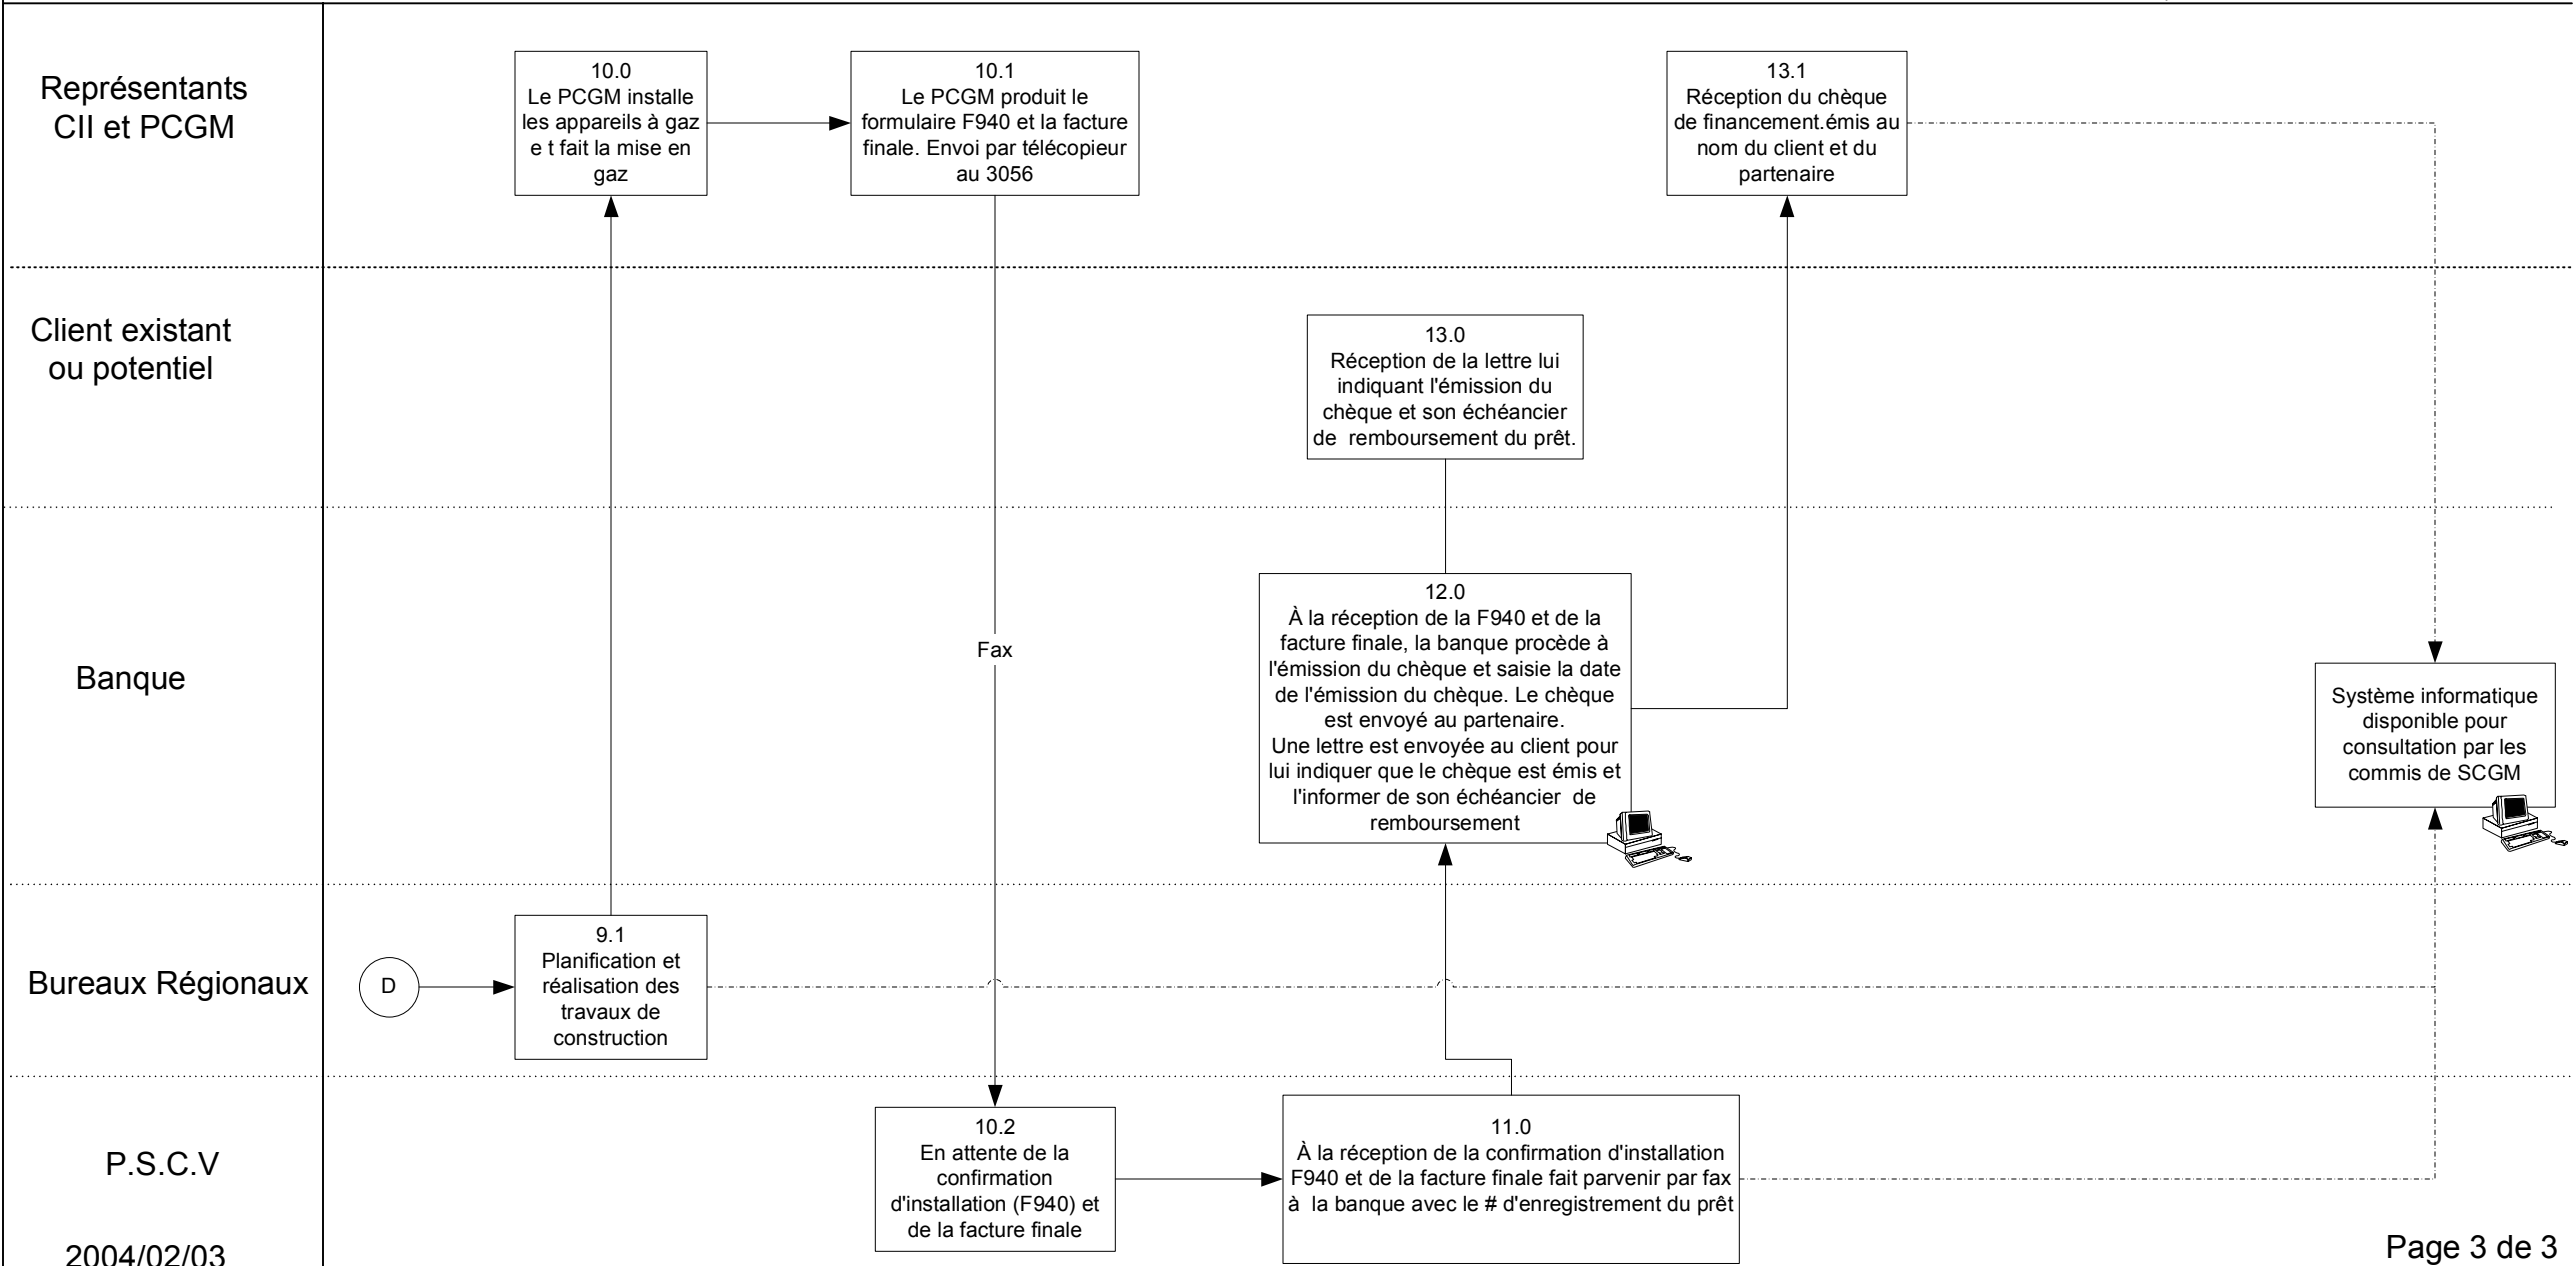 Représentants
CII et PCGM
10.0
Le PCGM installe
les appareils à gaz
e t fait la mise en
gaz
10.1
Le PCGM produit le
formulaire F940 et la facture
finale. Envoi par télécopieur
au 3056
13.1
Réception du chèque
de financement.émis au
nom du client et du
partenaire
Client existant
ou potentiel
13.0
Réception de la lettre lui
indiquant l'émission du
chèque et son échéancier
de remboursement du prêt.
Banque
Fax
12.0
À la réception de la F940 et de la
facture finale, la banque procède à
l'émission du chèque et saisie la date
de l'émission du chèque. Le chèque
est envoyé au partenaire.
Une lettre est envoyée au client pour
lui indiquer que le chèque est émis et
l'informer de son échéancier de
remboursement
Système informatique
disponible pour
consultation par les
commis de SCGM
Bureaux Régionaux
D
9.1
Planification et
réalisation des
travaux de
construction
P.S.C.V
10.2
En attente de la
confirmation
d'installation (F940) et
de la facture finale
11.0
À la réception de la confirmation d'installation
F940 et de la facture finale fait parvenir par fax
à la banque avec le # d'enregistrement du prêt
2004/02/03
Page 3 de 3